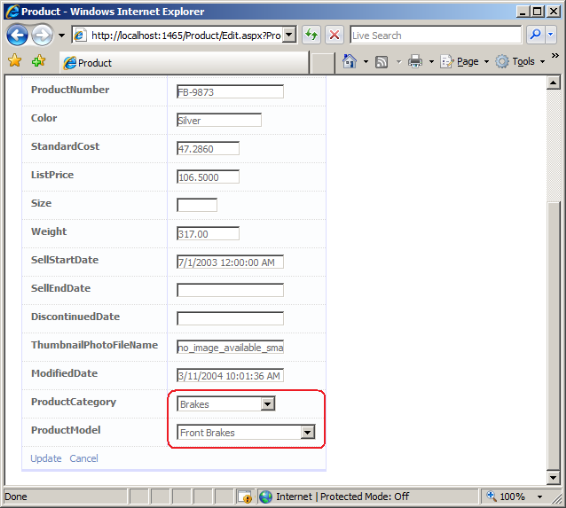 Product - Windows Internet Explorer
http://localhost:1465/Product/Edit.aspx?Pro
Live Search
Product
Page
Tools
»
ProductNumber FB-9873
Color Silver
StandardCost 47.2860
ListPrice 106.5000
Size
Weight 317.00
SellStartDate 7/1/2003 12:00:00 AM
SellEndDate
DiscontinuedDate
ThumbnailPhotoFileName no_image_available_sma
ModifiedDate 3/11/2004 10:01:36 AM
ProductCategory Brakes
ProductModel Front Brakes
Update Cancel
Done Internet | Protected Mode: Off 100%